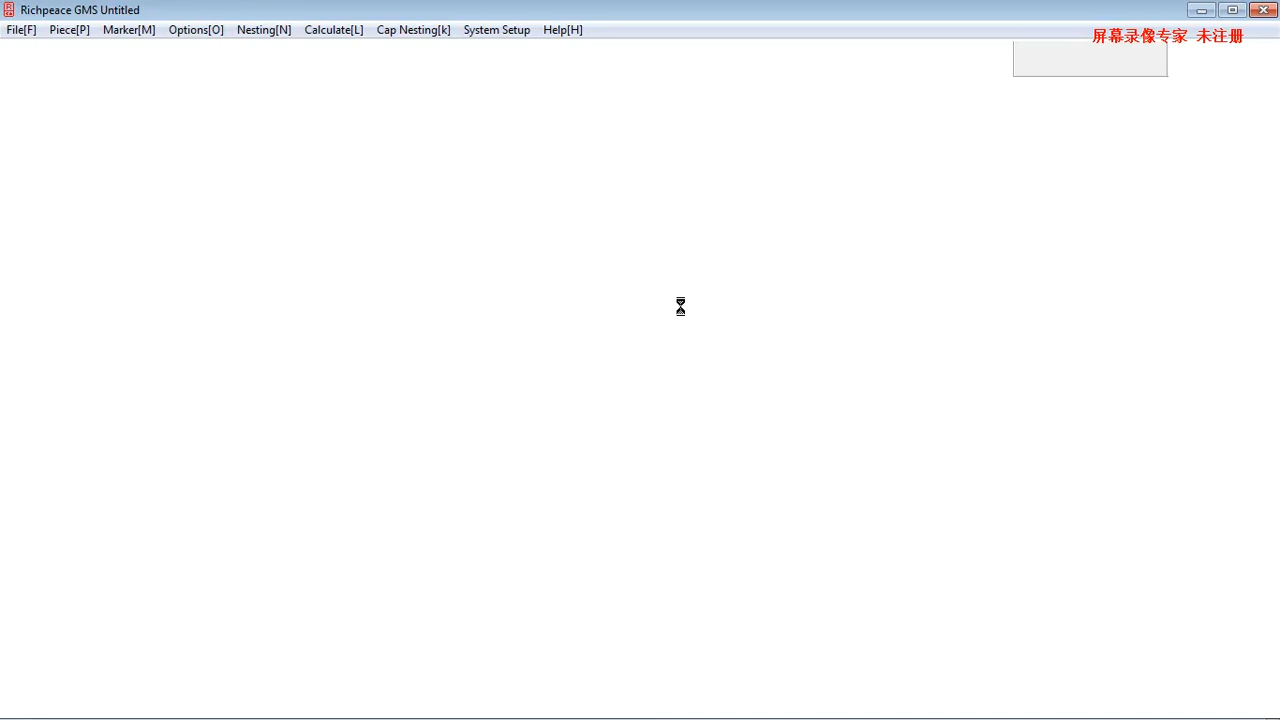 Richpeace GMS Untitled
File[F] Piece[P] Marker[M] Options[O] Nesting[N] Calculate[L] Cap Nesting[k] System Setup Help[H]
屏幕录像专家 未注册